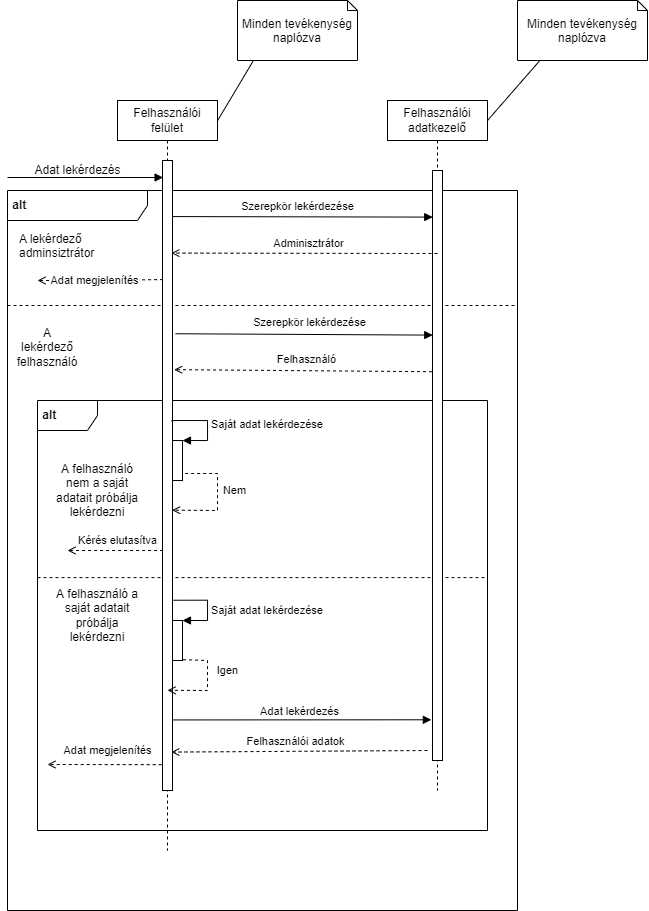 Minden tevékenység
naplózva
Minden tevékenység
naplózva
Felhasználói
felület
Felhasználói
adatkezelő
Adat lekérdezés
alt
Szerepkör lekérdezése
A lekérdező
adminsiztrátor
Adminisztrátor
Adat megjelenítés
Szerepkör lekérdezése
A
lekérdező
felhasználó
Felhasználó
alt
Saját adat lekérdezése
A felhasználó
nem a saját
adatait próbálja
lekérdezni
Nem
Kérés elutasítva
A felhasználó a
saját adatait
próbálja
lekérdezni
Saját adat lekérdezése
Igen
Adat lekérdezés
Felhasználói adatok
Adat megjelenítés